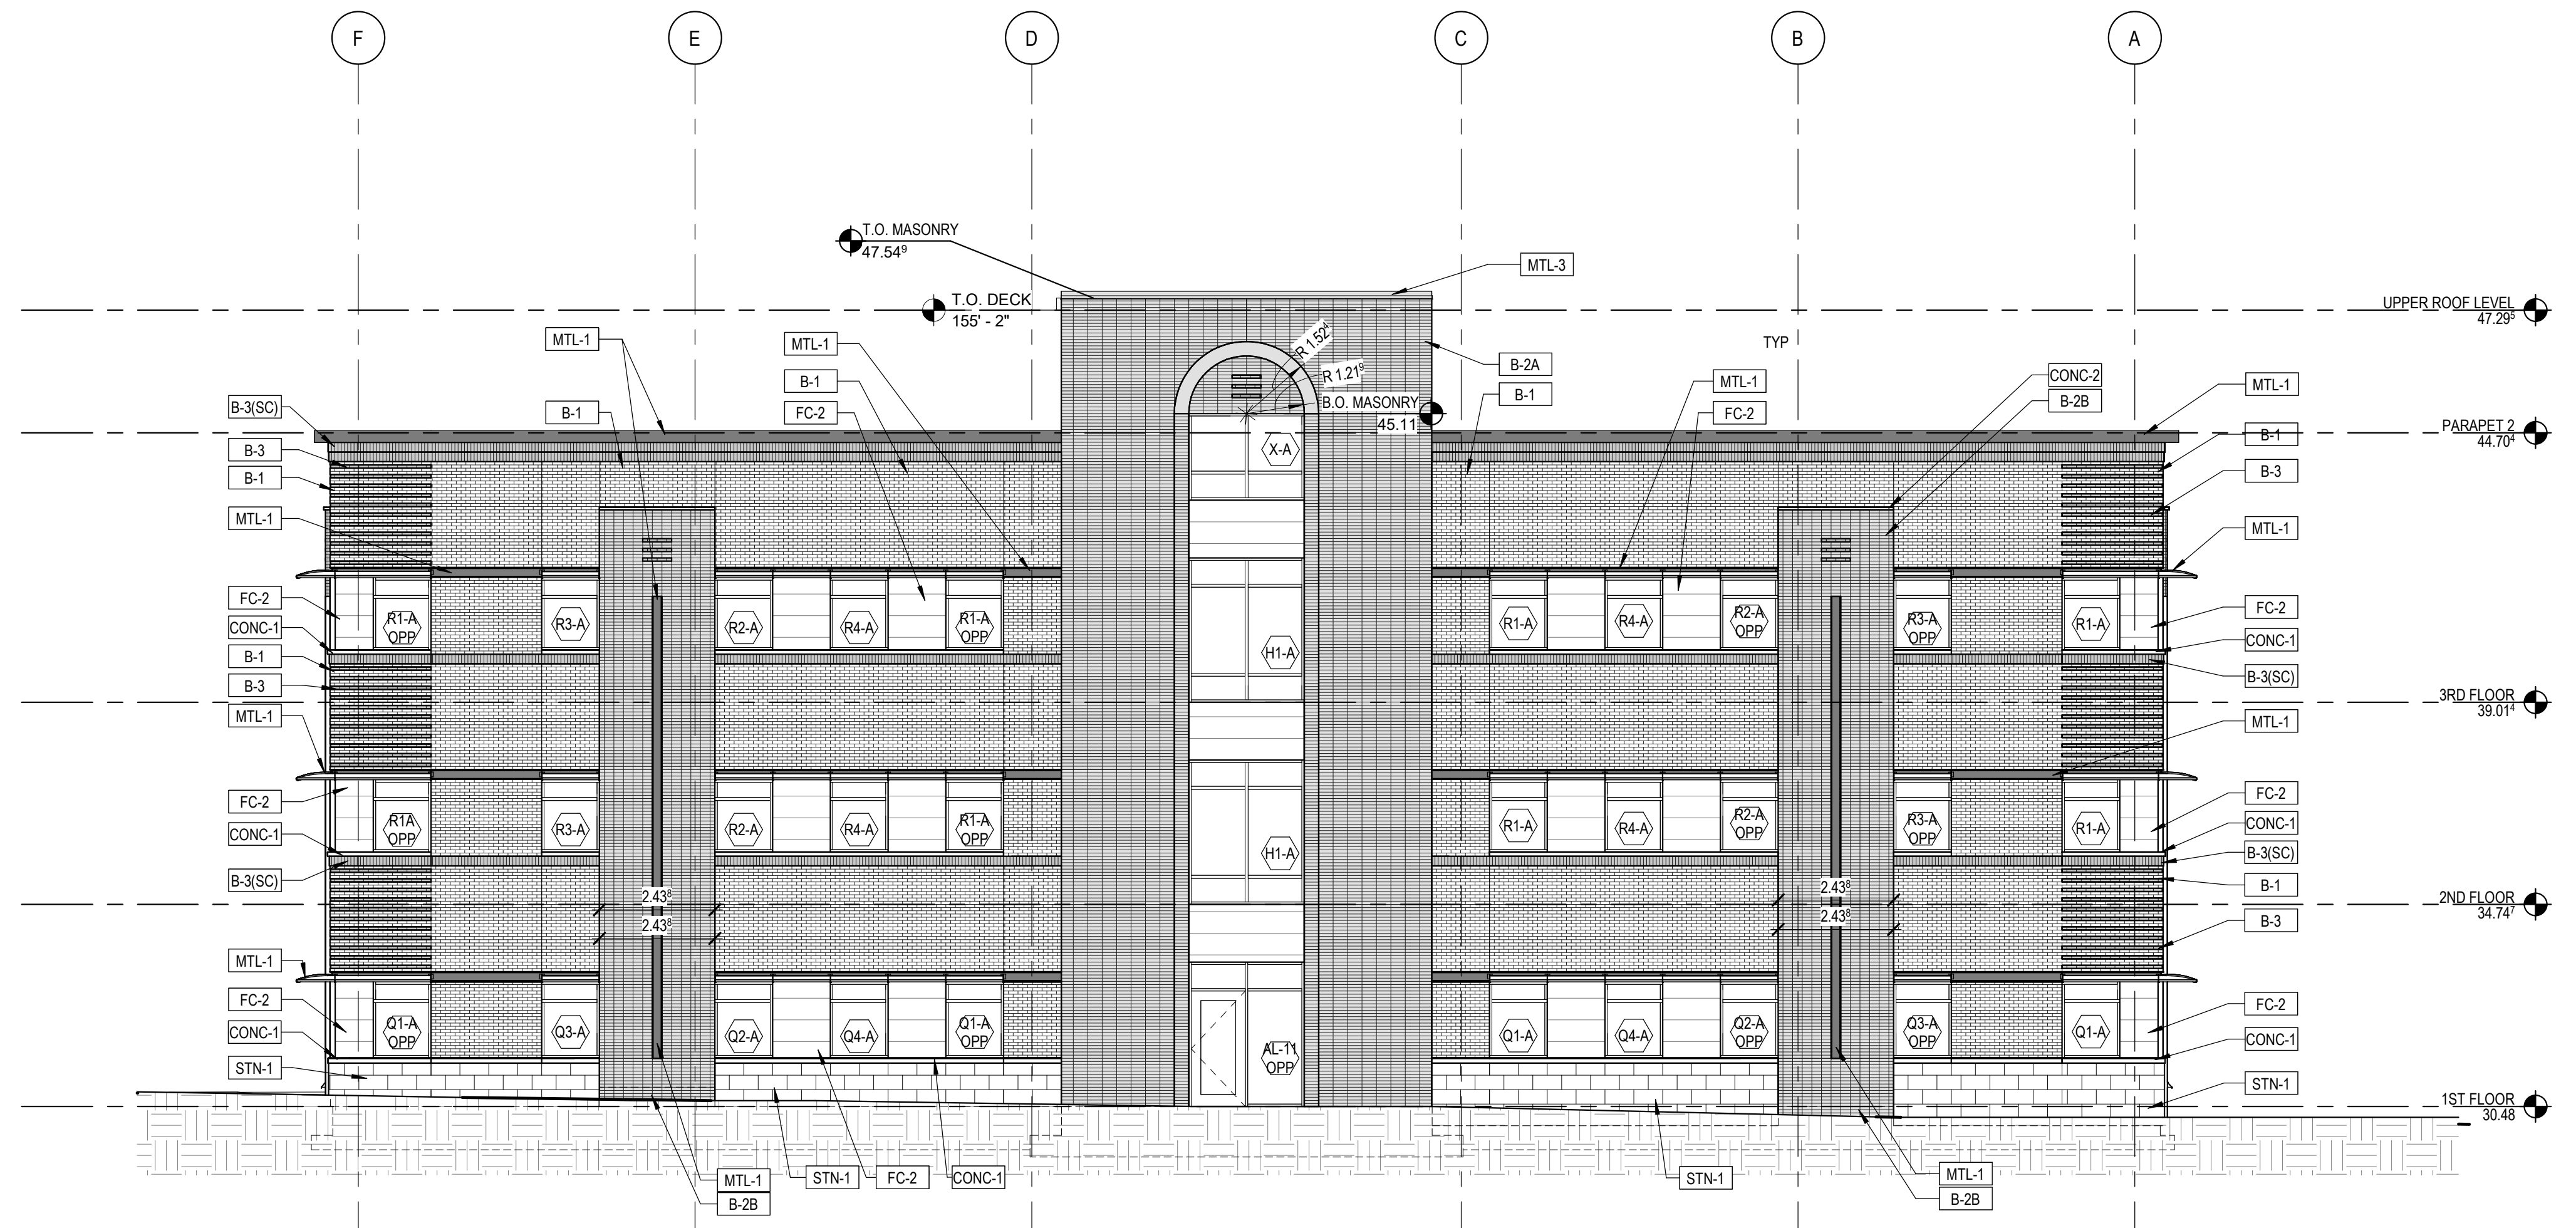 F
E
D
C
B
A
T.O. MASONRY
47.54⁹
MTL-3
T.O. DECK
155' - 2"
UPPER ROOF LEVEL
47.29⁵
R 1.52⁴
R 1.21⁹
TYP
MTL-1
MTL-1
B-2A
MTL-1
B-1
MTL-1
CONC-2
MTL-1
B-1
B-2B
B-3(SC)
B-1
FC-2
B.O. MASONRY
45.11
FC-2
PARAPET 2
44.70⁴
B-3
X-A
B-1
B-1
B-3
MTL-1
MTL-1
FC-2
FC-2
CONC-1
R1-A
OPP
R3-A
R2-A
R4-A
R1-A
OPP
H1-A
R1-A
R4-A
R2-A
OPP
R3-A
OPP
R1-A
CONC-1
B-1
B-3(SC)
B-3
3RD FLOOR
39.01⁴
MTL-1
MTL-1
FC-2
FC-2
CONC-1
R1A
OPP
R3-A
R2-A
R4-A
R1-A
OPP
H1-A
R1-A
R4-A
R2-A
OPP
R3-A
OPP
R1-A
CONC-1
B-3(SC)
B-3(SC)
B-1
2.43⁸
2.43⁸
2.43⁸
2.43⁸
2ND FLOOR
34.74⁷
B-3
MTL-1
FC-2
FC-2
CONC-1
Q1-A
OPP
Q3-A
Q2-A
Q4-A
Q1-A
OPP
AL-11
OPP
Q1-A
Q4-A
Q2-A
OPP
Q3-A
OPP
Q1-A
CONC-1
STN-1
STN-1
1ST FLOOR
30.48
MTL-1
STN-1
FC-2
CONC-1
STN-1
MTL-1
B-2B
B-2B